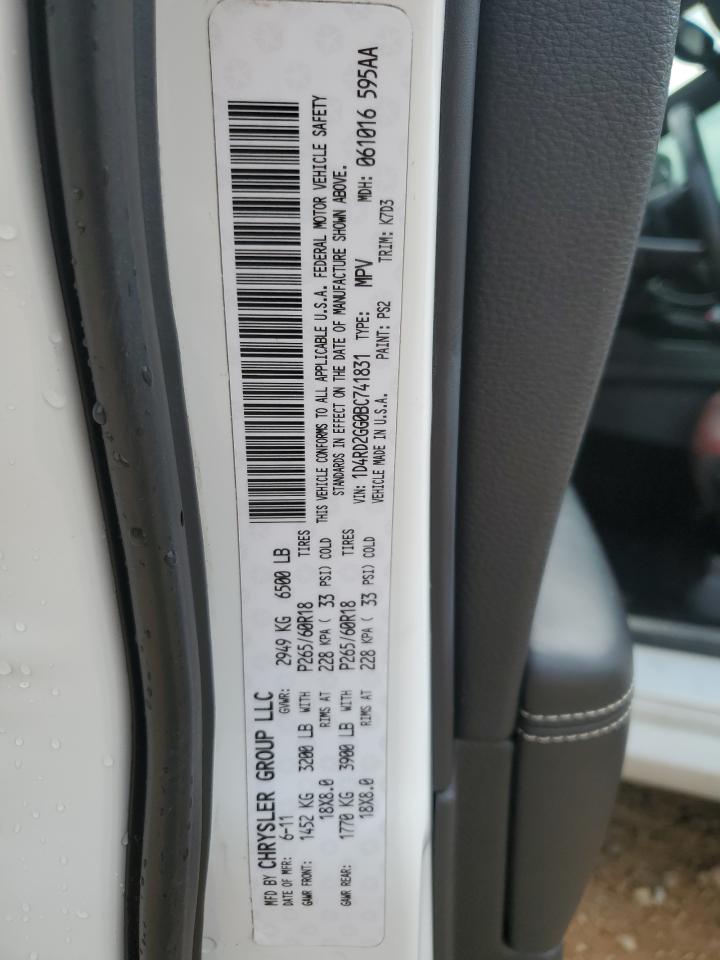 MFD BY CHRYSLER GROUP LLC
DATE OF MFR: 6-11 GVWR: 2949 KG 6500 LB
GAWR FRONT: 1452 KG 3200 LB WITH P265/60R18 TIRES
18X8.0 RIMS AT 228 KPA ( 33 PSI) COLD
GAWR REAR: 1770 KG 3900 LB WITH P265/60R18 TIRES
18X8.0 RIMS AT 228 KPA ( 33 PSI) COLD
THIS VEHICLE CONFORMS TO ALL APPLICABLE U.S.A. FEDERAL MOTOR VEHICLE SAFETY
STANDARDS IN EFFECT ON THE DATE OF MANUFACTURE SHOWN ABOVE.
VIN: 1D4RD2GG0BC741831 TYPE: MPV MDH: 061016 595AA
VEHICLE MADE IN U.S.A. PAINT: PS2 TRIM: K7D3